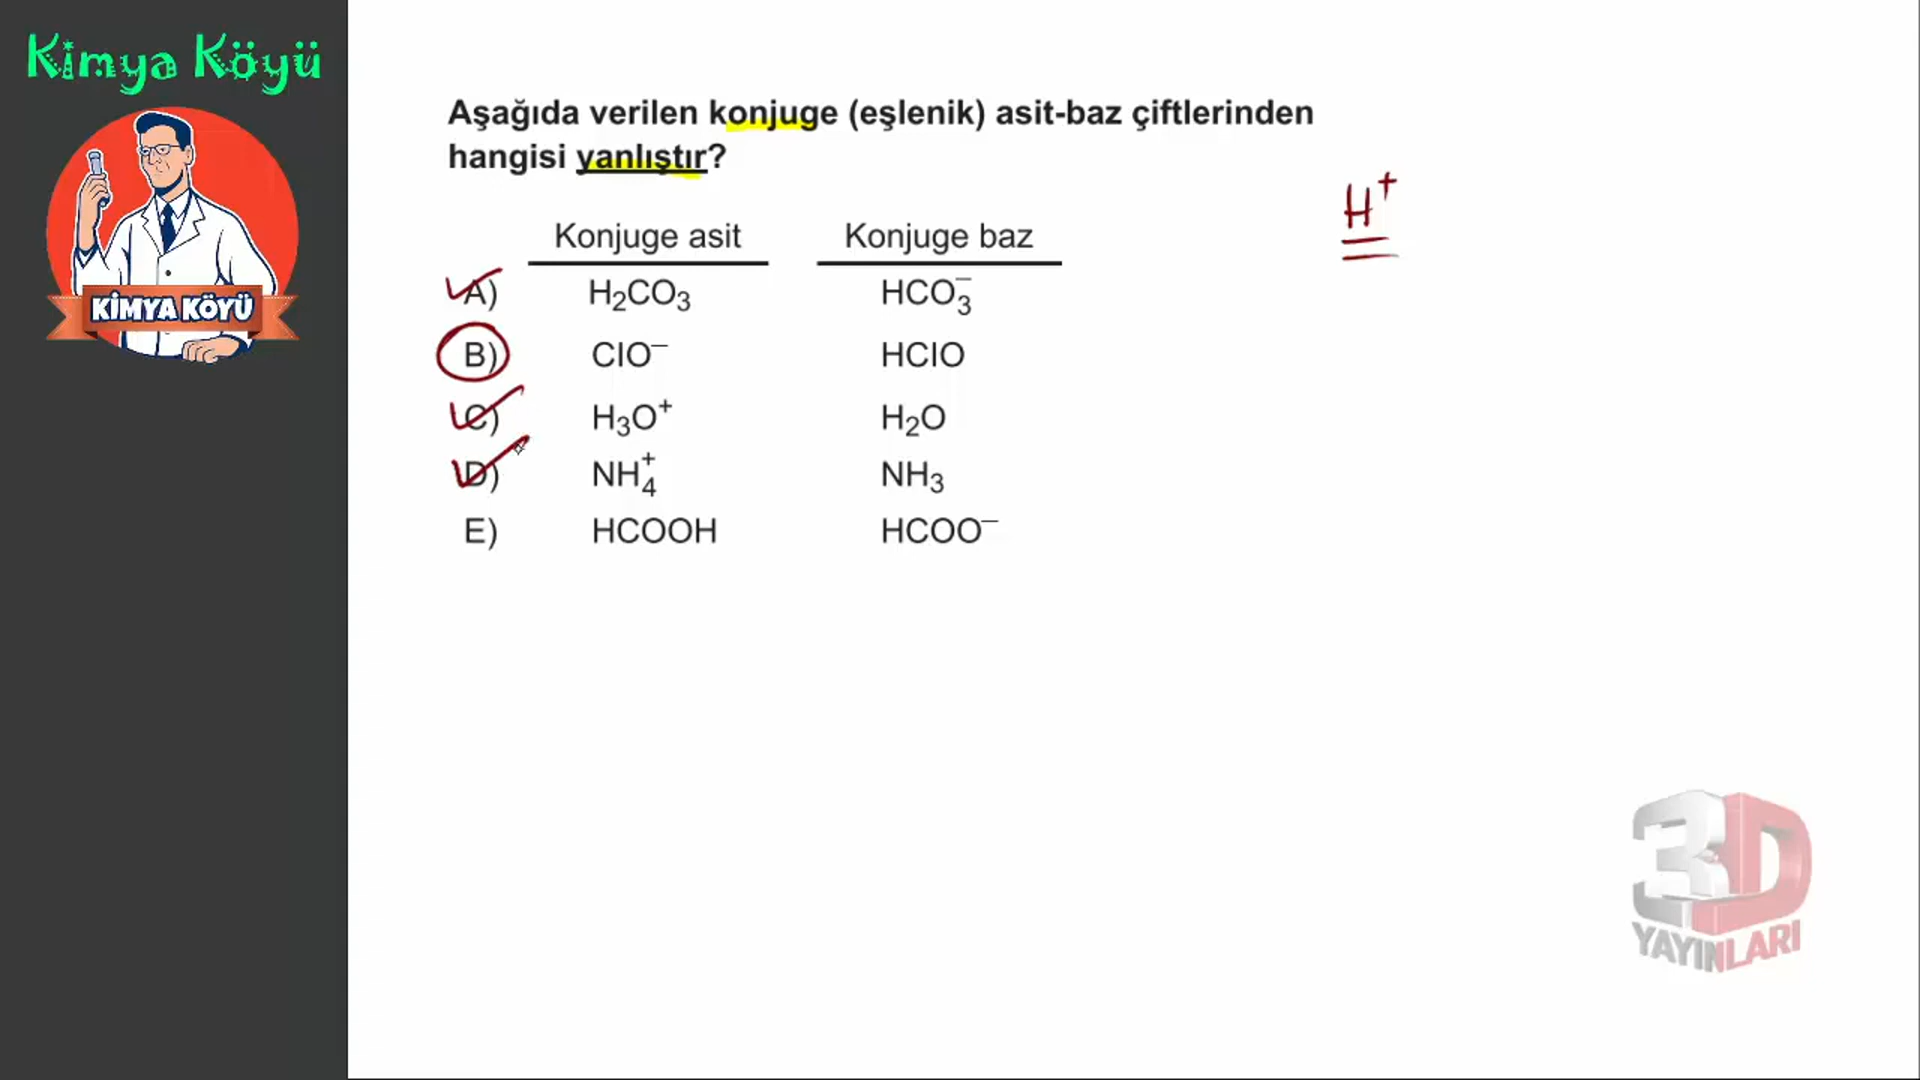 Kimya Köyü
KİMYA KÖYÜ
Aşağıda verilen konjuge (eşlenik) asit-baz çiftlerinden
hangisi yanlıştır?
H⁺
Konjuge asit Konjuge baz
A) H₂CO₃ HCO₃⁻
B) ClO⁻ HClO
C) H₃O⁺ H₂O
D) NH₄⁺ NH₃
E) HCOOH HCOO⁻
3D
YAYINLARI